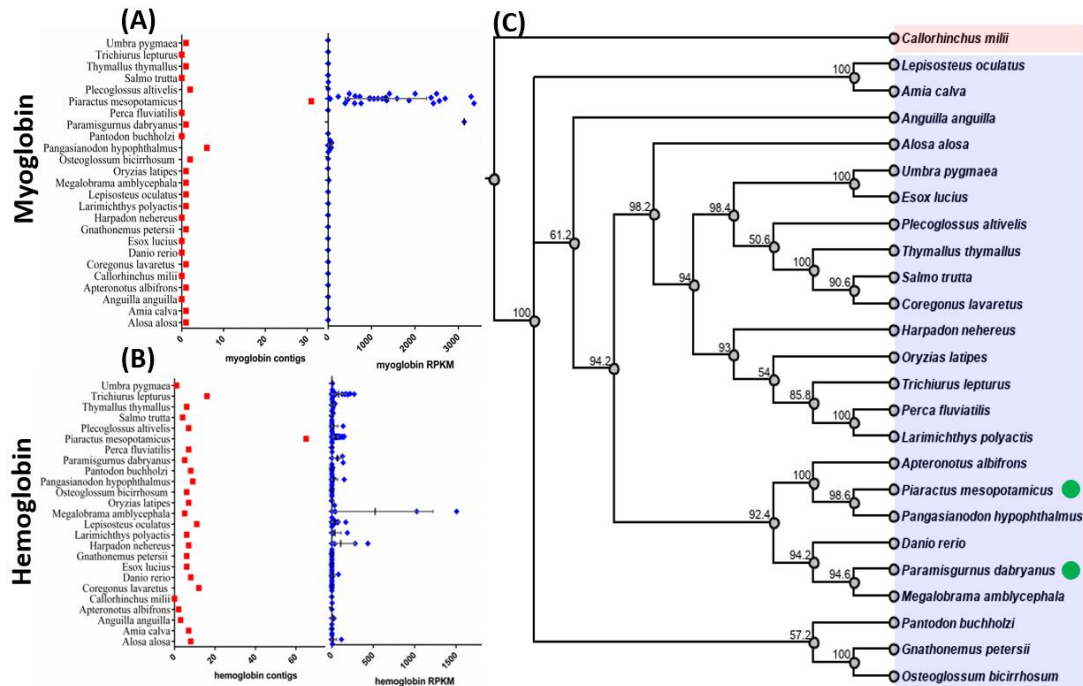 (A)
Myoglobin
Umbra pygmaea
Trichiurus lepturus
Thymallus thymallus
Salmo trutta
Plecoglossus altivelis
Piaractus mesopotamicus
Perca fluviatilis
Paramisgurnus dabryanus
Pantodon buchholzi
Pangasianodon hypophthalmus
Osteoglossum bicirrhosum
Oryzias latipes
Megalobrama amblycephala
Lepisosteus oculatus
Larimichthys polyactis
Harpadon nehereus
Gnathonemus petersii
Esox lucius
Danio rerio
Coregonus lavaretus
Callorhinchus milii
Apteronotus albifrons
Anguilla anguilla
Amia calva
Alosa alosa
0 10 20 30
myoglobin contigs
0 1000 2000 3000
myoglobin RPKM
(B)
Hemoglobin
Umbra pygmaea
Trichiurus lepturus
Thymallus thymallus
Salmo trutta
Plecoglossus altivelis
Piaractus mesopotamicus
Perca fluviatilis
Paramisgurnus dabryanus
Pantodon buchholzi
Pangasianodon hypophthalmus
Osteoglossum bicirrhosum
Oryzias latipes
Megalobrama amblycephala
Lepisosteus oculatus
Larimichthys polyactis
Harpadon nehereus
Gnathonemus petersii
Esox lucius
Danio rerio
Coregonus lavaretus
Callorhinchus milii
Apteronotus albifrons
Anguilla anguilla
Amia calva
Alosa alosa
0 20 40 60
hemoglobin contigs
0 500 1000 1500
hemoglobin RPKM
(C)
Callorhinchus milii
Lepisosteus oculatus
100
Amia calva
Anguilla anguilla
Alosa alosa
Umbra pygmaea
100
Esox lucius
98.2
98.4
Plecoglossus altivelis
61.2
50.6
Thymallus thymallus
100
Salmo trutta
94
90.6
Coregonus lavaretus
100
Harpadon nehereus
93
Oryzias latipes
94.2
54
Trichiurus lepturus
85.8
Perca fluviatilis
100
Larimichthys polyactis
Apteronotus albifrons
100
Piaractus mesopotamicus
98.6
Pangasianodon hypophthalmus
92.4
Danio rerio
94.2
Paramisgurnus dabryanus
94.6
Megalobrama amblycephala
Pantodon buchholzi
57.2
Gnathonemus petersii
100
Osteoglossum bicirrhosum